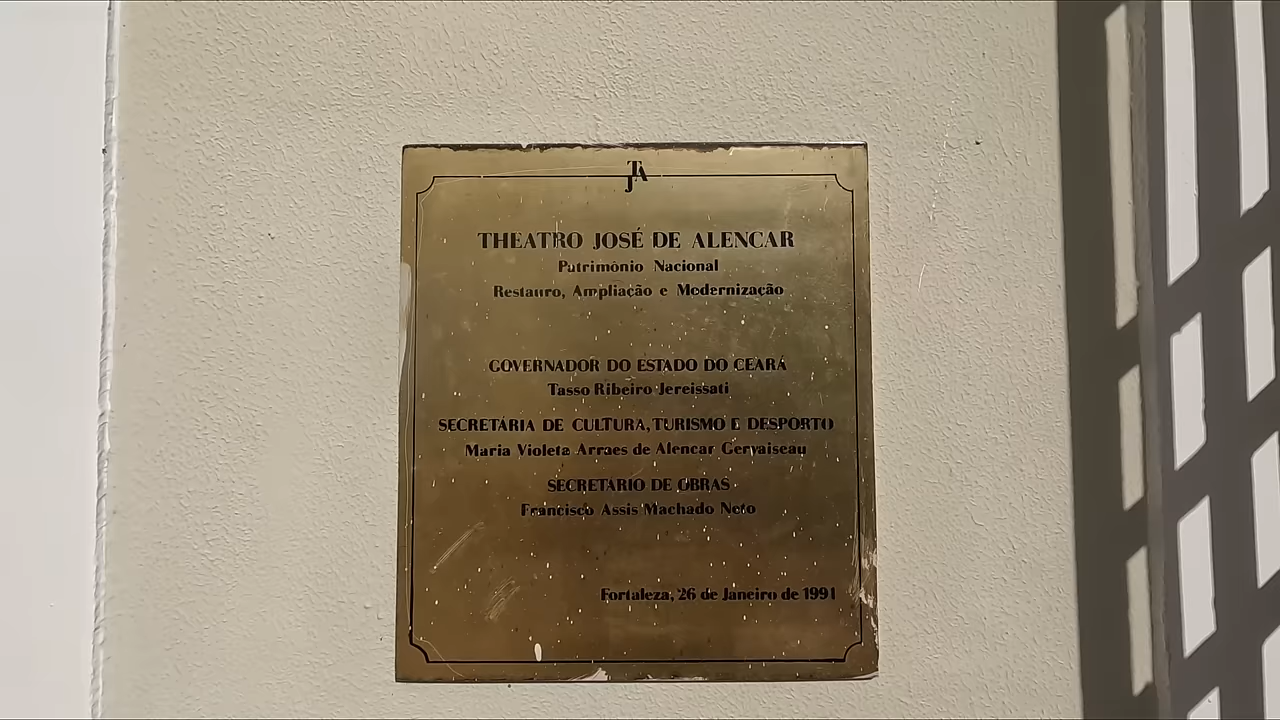 TJA
THEATRO JOSÉ DE ALENCAR
Patrimônio Nacional
Restauro, Ampliação e Modernização
GOVERNADOR DO ESTADO DO CEARÁ
Tasso Ribeiro Jereissati
SECRETÁRIA DE CULTURA, TURISMO E DESPORTO
Maria Violeta Arraes de Alencar Gervaiseau
SECRETÁRIO DE OBRAS
Francisco Assis Machado Neto
Fortaleza, 26 de Janeiro de 1991